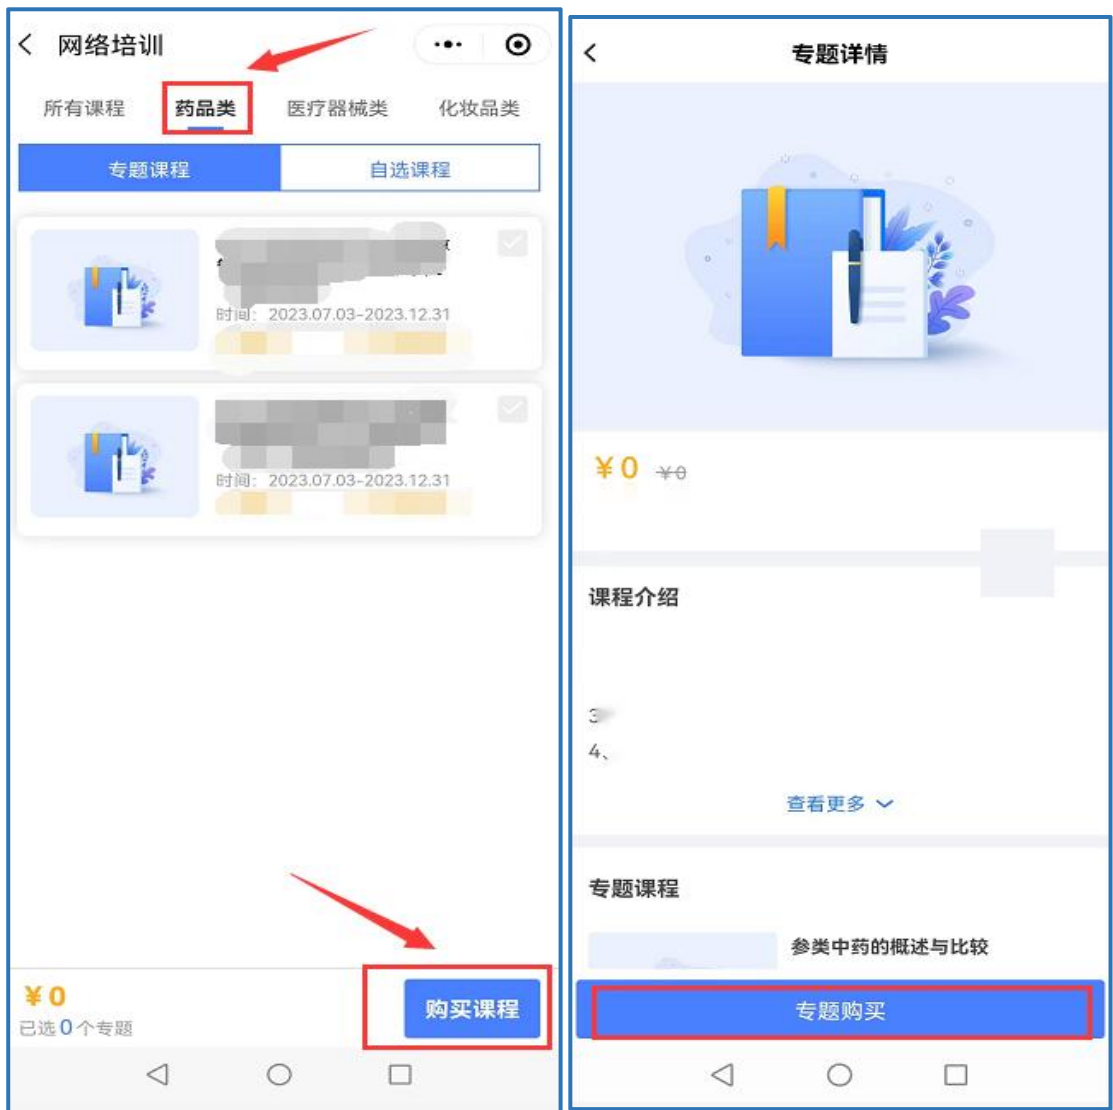 网络培训
所有课程 药品类 医疗器械类 化妆品类
专题课程 自选课程
时间：2023.07.03-2023.12.31
时间：2023.07.03-2023.12.31
¥0
已选0个专题
购买课程
专题详情
¥0 ¥0
课程介绍
3
4、
查看更多
专题课程
参类中药的概述与比较
专题购买